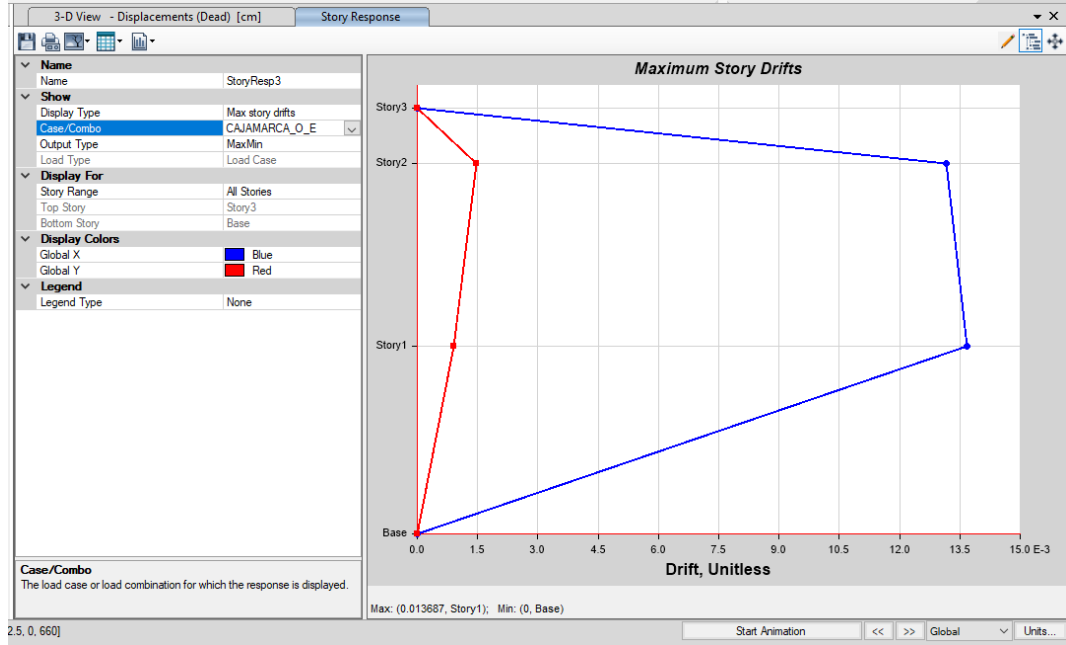 3-D View - Displacements (Dead) [cm]
Story Response
Name
Name StoryResp3
Show
Display Type Max story drifts
Case/Combo CAJAMARCA_O_E
Output Type MaxMin
Load Type Load Case
Display For
Story Range All Stories
Top Story Story3
Bottom Story Base
Display Colors
Global X Blue
Global Y Red
Legend
Legend Type None
Case/Combo
The load case or load combination for which the response is displayed.
Maximum Story Drifts
Story3
Story2
Story1
Base
0.0 1.5 3.0 4.5 6.0 7.5 9.0 10.5 12.0 13.5 15.0 E-3
Drift, Unitless
Max: (0.013687, Story1); Min: (0, Base)
2.5, 0, 660]
Start Animation << >> Global Units...